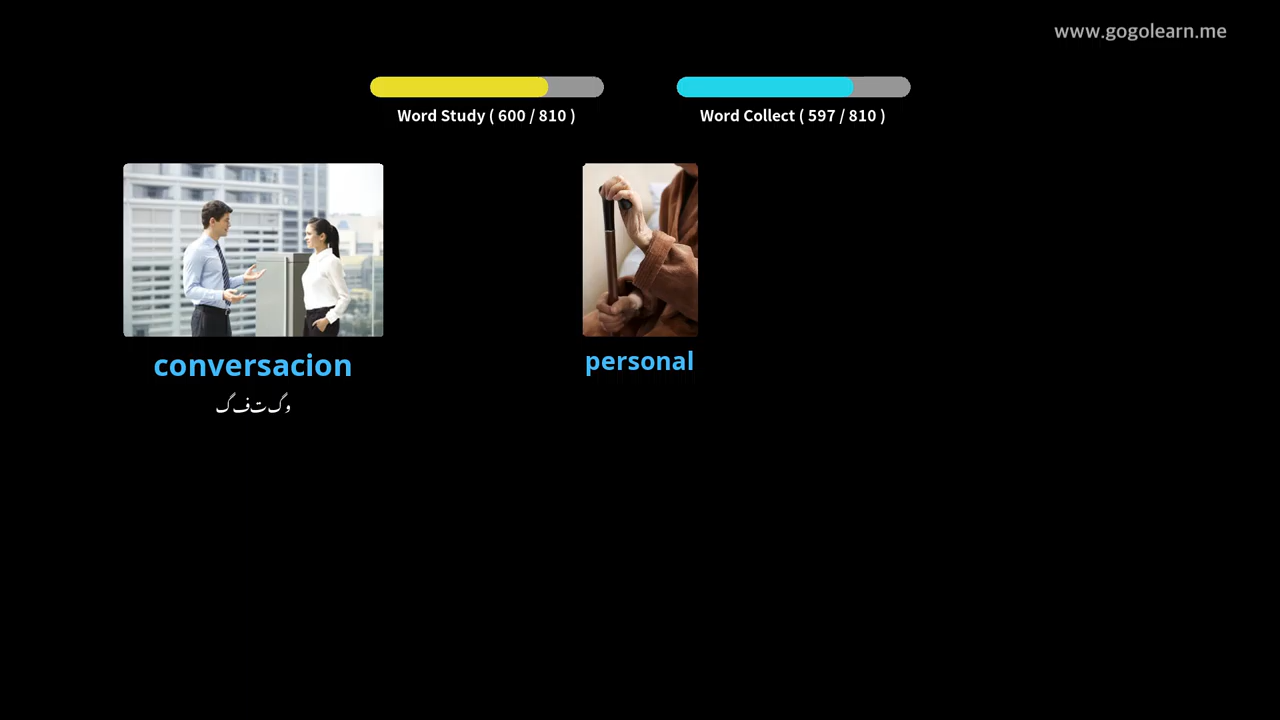 www.gogolearn.me
Word Study ( 600 / 810 )
Word Collect ( 597 / 810 )
conversacion
personal
گفتگو